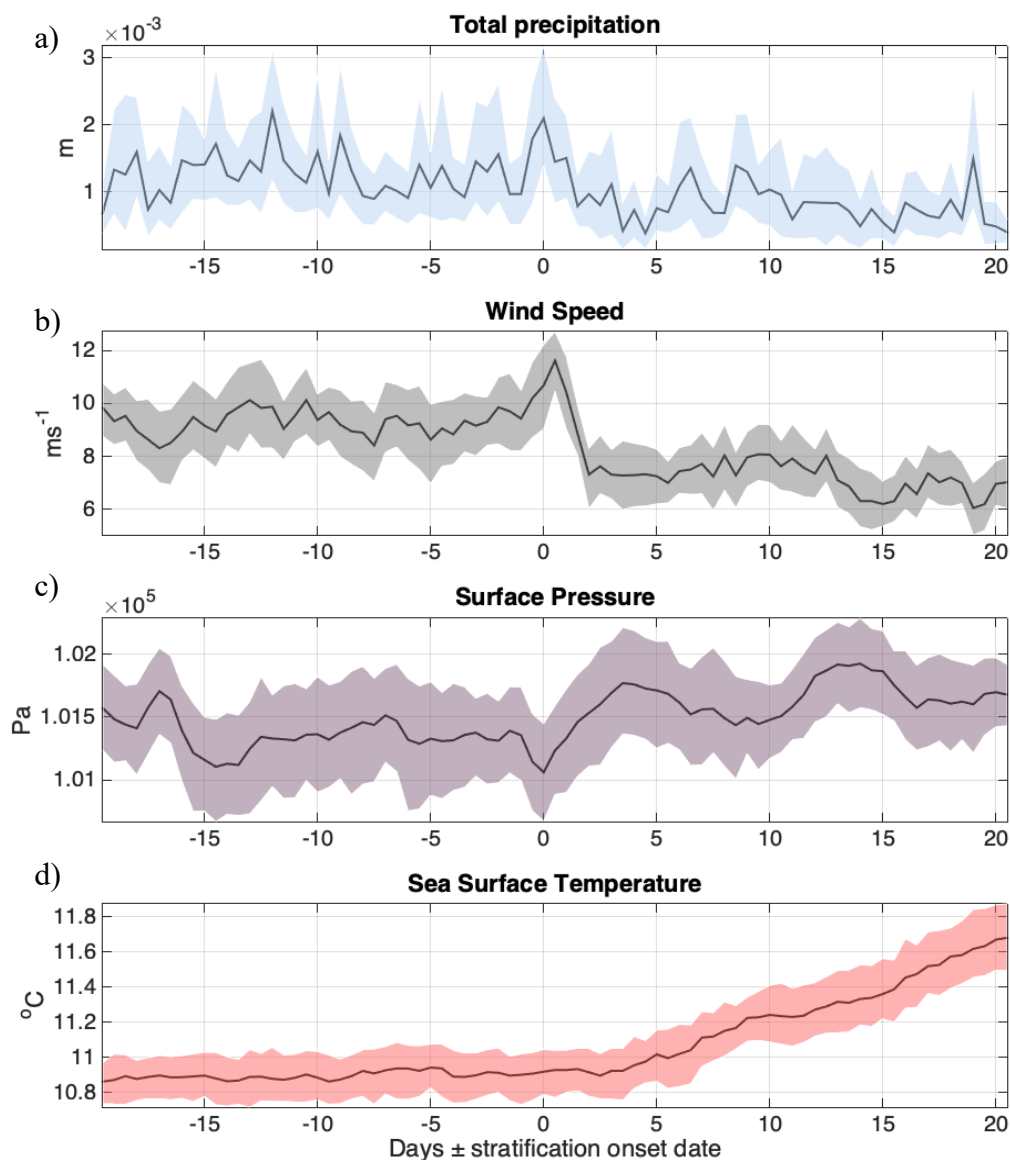 a)
×10⁻³
Total precipitation
3
2
1
m
-15 -10 -5 0 5 10 15 20
b)
Wind Speed
12
10
8
6
ms⁻¹
-15 -10 -5 0 5 10 15 20
c)
×10⁵
Surface Pressure
1.02
1.015
1.01
Pa
-15 -10 -5 0 5 10 15 20
d)
Sea Surface Temperature
11.8
11.6
11.4
11.2
11
10.8
ºC
-15 -10 -5 0 5 10 15 20
Days ± stratification onset date